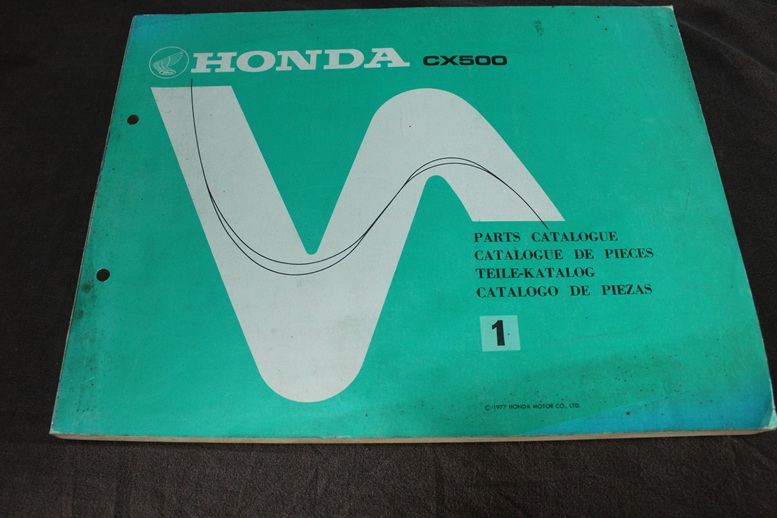 HONDA CX500
PARTS CATALOGUE
CATALOGUE DE PIECES
TEILE-KATALOG
CATALOGO DE PIEZAS
1
© 1977 HONDA MOTOR CO., LTD.